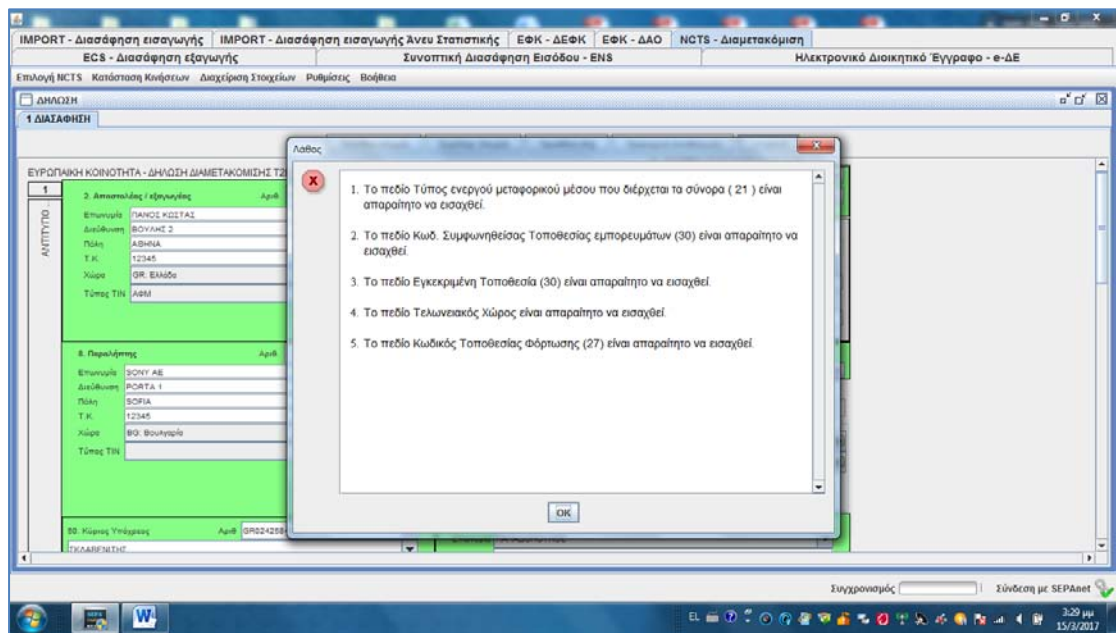 IMPORT - Διασάφηση εισαγωγής IMPORT - Διασάφηση εισαγωγής Άνευ Στατιστικής ΕΦΚ - ΔΕΦΚ ΕΦΚ - ΔΑΟ NCTS - Διαμετακόμιση
ECS - Διασάφηση εξαγωγής Συνοπτική Διασάφηση Εισόδου - ENS Ηλεκτρονικό Διοικητικό Έγγραφο - e-ΔΕ
Επιλογή NCTS Κατάσταση Κινήσεων Διαχείριση Στοιχείων Ρυθμίσεις Βοήθεια
ΔΗΛΩΣΗ
1 ΔΙΑΣΑΦΗΣΗ
Λάθος
ΕΥΡΩΠΑΙΚΗ ΚΟΙΝΟΤΗΤΑ - ΔΗΛΩΣΗ ΔΙΑΜΕΤΑΚΟΜΙΣΗΣ
1
ΑΝΤΙΤΥΠΟ ...
2. Αποστολέας / εξαγωγέας Αριθ
Επωνυμία ΠΑΝΟΣ ΚΩΣΤΑΣ
Διεύθυνση ΒΟΥΛΗΣ 2
Πόλη ΑΘΗΝΑ
Τ.Κ. 12345
Χώρα GR: Ελλάδα
Τύπος TIN ΑΦΜ
8. Παραλήπτης Αριθ
Επωνυμία SONY AE
Διεύθυνση PORTA 1
Πόλη SOFIA
Τ.Κ. 12345
Χώρα BG: Βουλγαρία
Τύπος TIN
50. Κύριος Υπόχρεος Αριθ
1. Το πεδίο Τύπος ενεργού μεταφορικού μέσου που διέρχεται τα σύνορα ( 21 ) είναι
απαραίτητο να εισαχθεί.
2. Το πεδίο Κωδ. Συμφωνηθείσας Τοποθεσίας εμπορευμάτων (30) είναι απαραίτητο να
εισαχθεί.
3. Το πεδίο Εγκεκριμένη Τοποθεσία (30) είναι απαραίτητο να εισαχθεί.
4. Το πεδίο Τελωνειακός Χώρος είναι απαραίτητο να εισαχθεί.
5. Το πεδίο Κωδικός Τοποθεσίας Φόρτωσης (27) είναι απαραίτητο να εισαχθεί.
OK
Συγχρονισμός Σύνδεση με SEPAnet
EL 3:29 μμ
15/3/2017